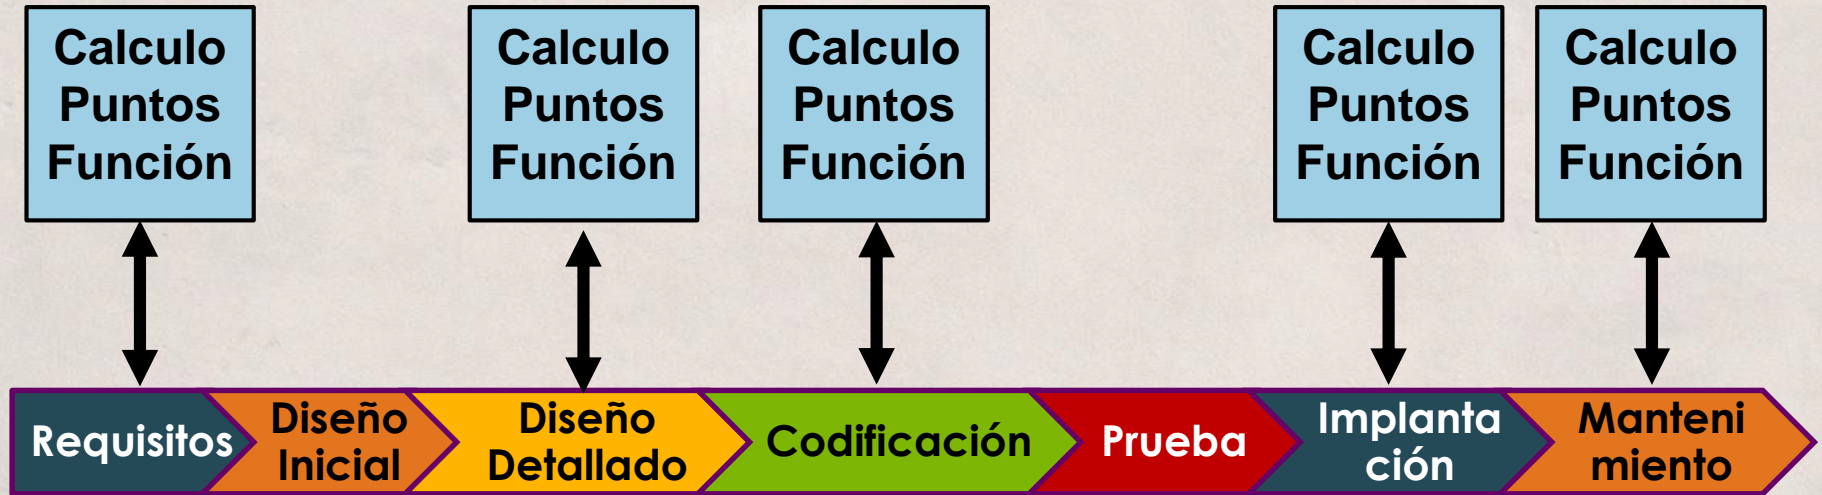 Calculo
Puntos
Función
Calculo
Puntos
Función
Calculo
Puntos
Función
Calculo
Puntos
Función
Calculo
Puntos
Función
Requisitos
Diseño
Inicial
Diseño
Detallado
Codificación
Prueba
Implanta
ción
Manteni
miento